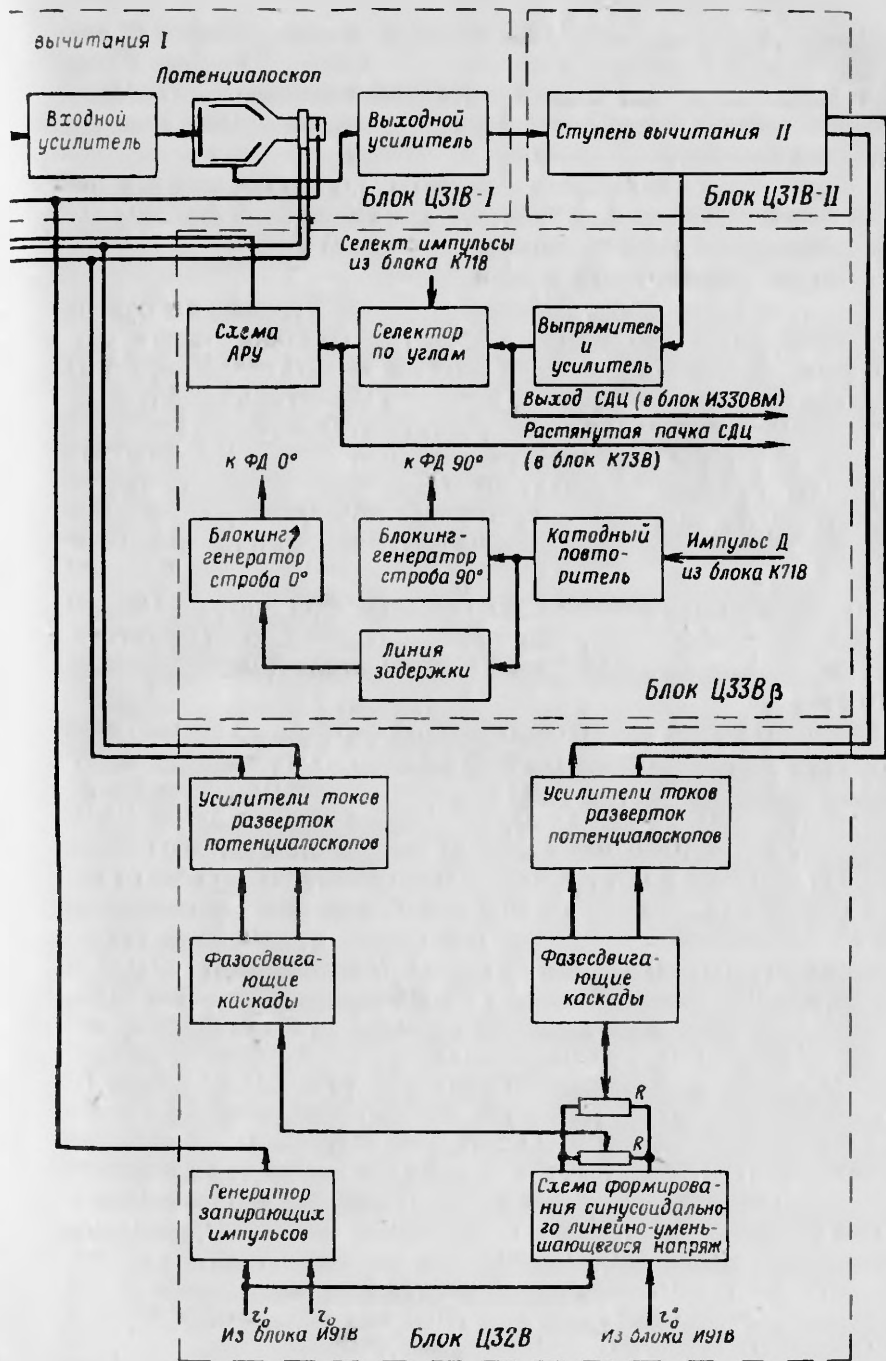 вычитания I
Потенциалоскоп
Входной
усилитель
Выходной
усилитель
Ступень вычитания II
Блок Ц31В-I
Блок Ц31В-II
Селект импульсы
из блока К71В
Схема
АРУ
Селектор
по углам
Выпрямитель
и
усилитель
Выход СДЦ (в блок И330ВМ)
Растянутая пачка СДЦ
(в блок К73В)
к ФД 0°
к ФД 90°
Блокинг-
генератор
строба 0°
Блокинг-
генератор
строба 90°
Катодный
повто-
ритель
Импульс Д
из блока К71В
Линия
задержки
Блок Ц33Вβ
Усилители токов
разверток
потенциалоскопов
Усилители токов
разверток
потенциалоскопов
Фазосдвига-
ющие
каскады
Фазосдвига-
ющие
каскады
R
R
Генератор
запирающих
импульсов
Схема формирова-
ния синусоидально-
го линейно-умень-
шающегося напряж
τ'₀
τ₀
τ''₀
Из блока И91В
Блок Ц32В
Из блока И91В